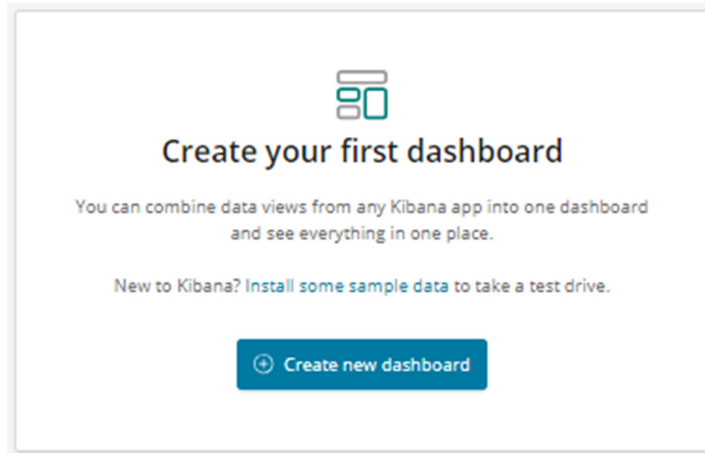 Create your first dashboard
You can combine data views from any Kibana app into one dashboard
and see everything in one place.
New to Kibana? Install some sample data to take a test drive.
Create new dashboard